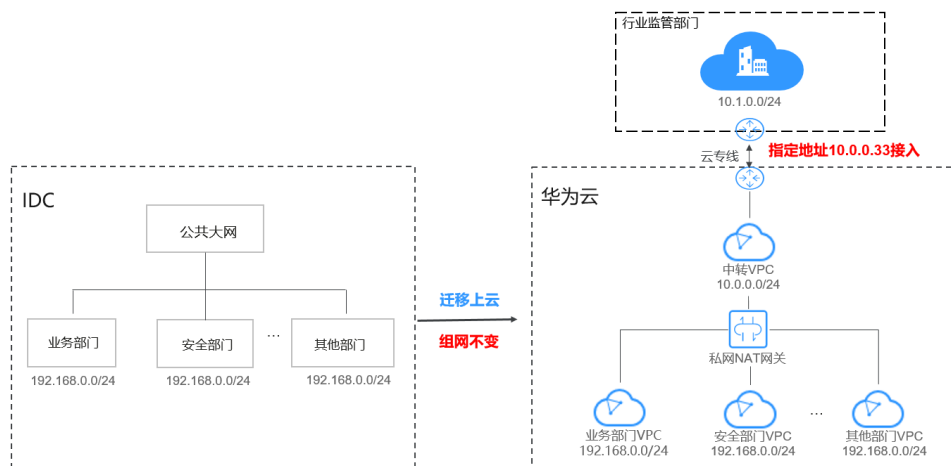 行业监管部门
10.1.0.0/24
云专线
指定地址10.0.0.33接入
IDC
公共大网
业务部门
安全部门
...
其他部门
192.168.0.0/24
192.168.0.0/24
192.168.0.0/24
迁移上云
组网不变
华为云
中转VPC
10.0.0.0/24
私网NAT网关
业务部门VPC
192.168.0.0/24
安全部门VPC
192.168.0.0/24
...
其他部门VPC
192.168.0.0/24